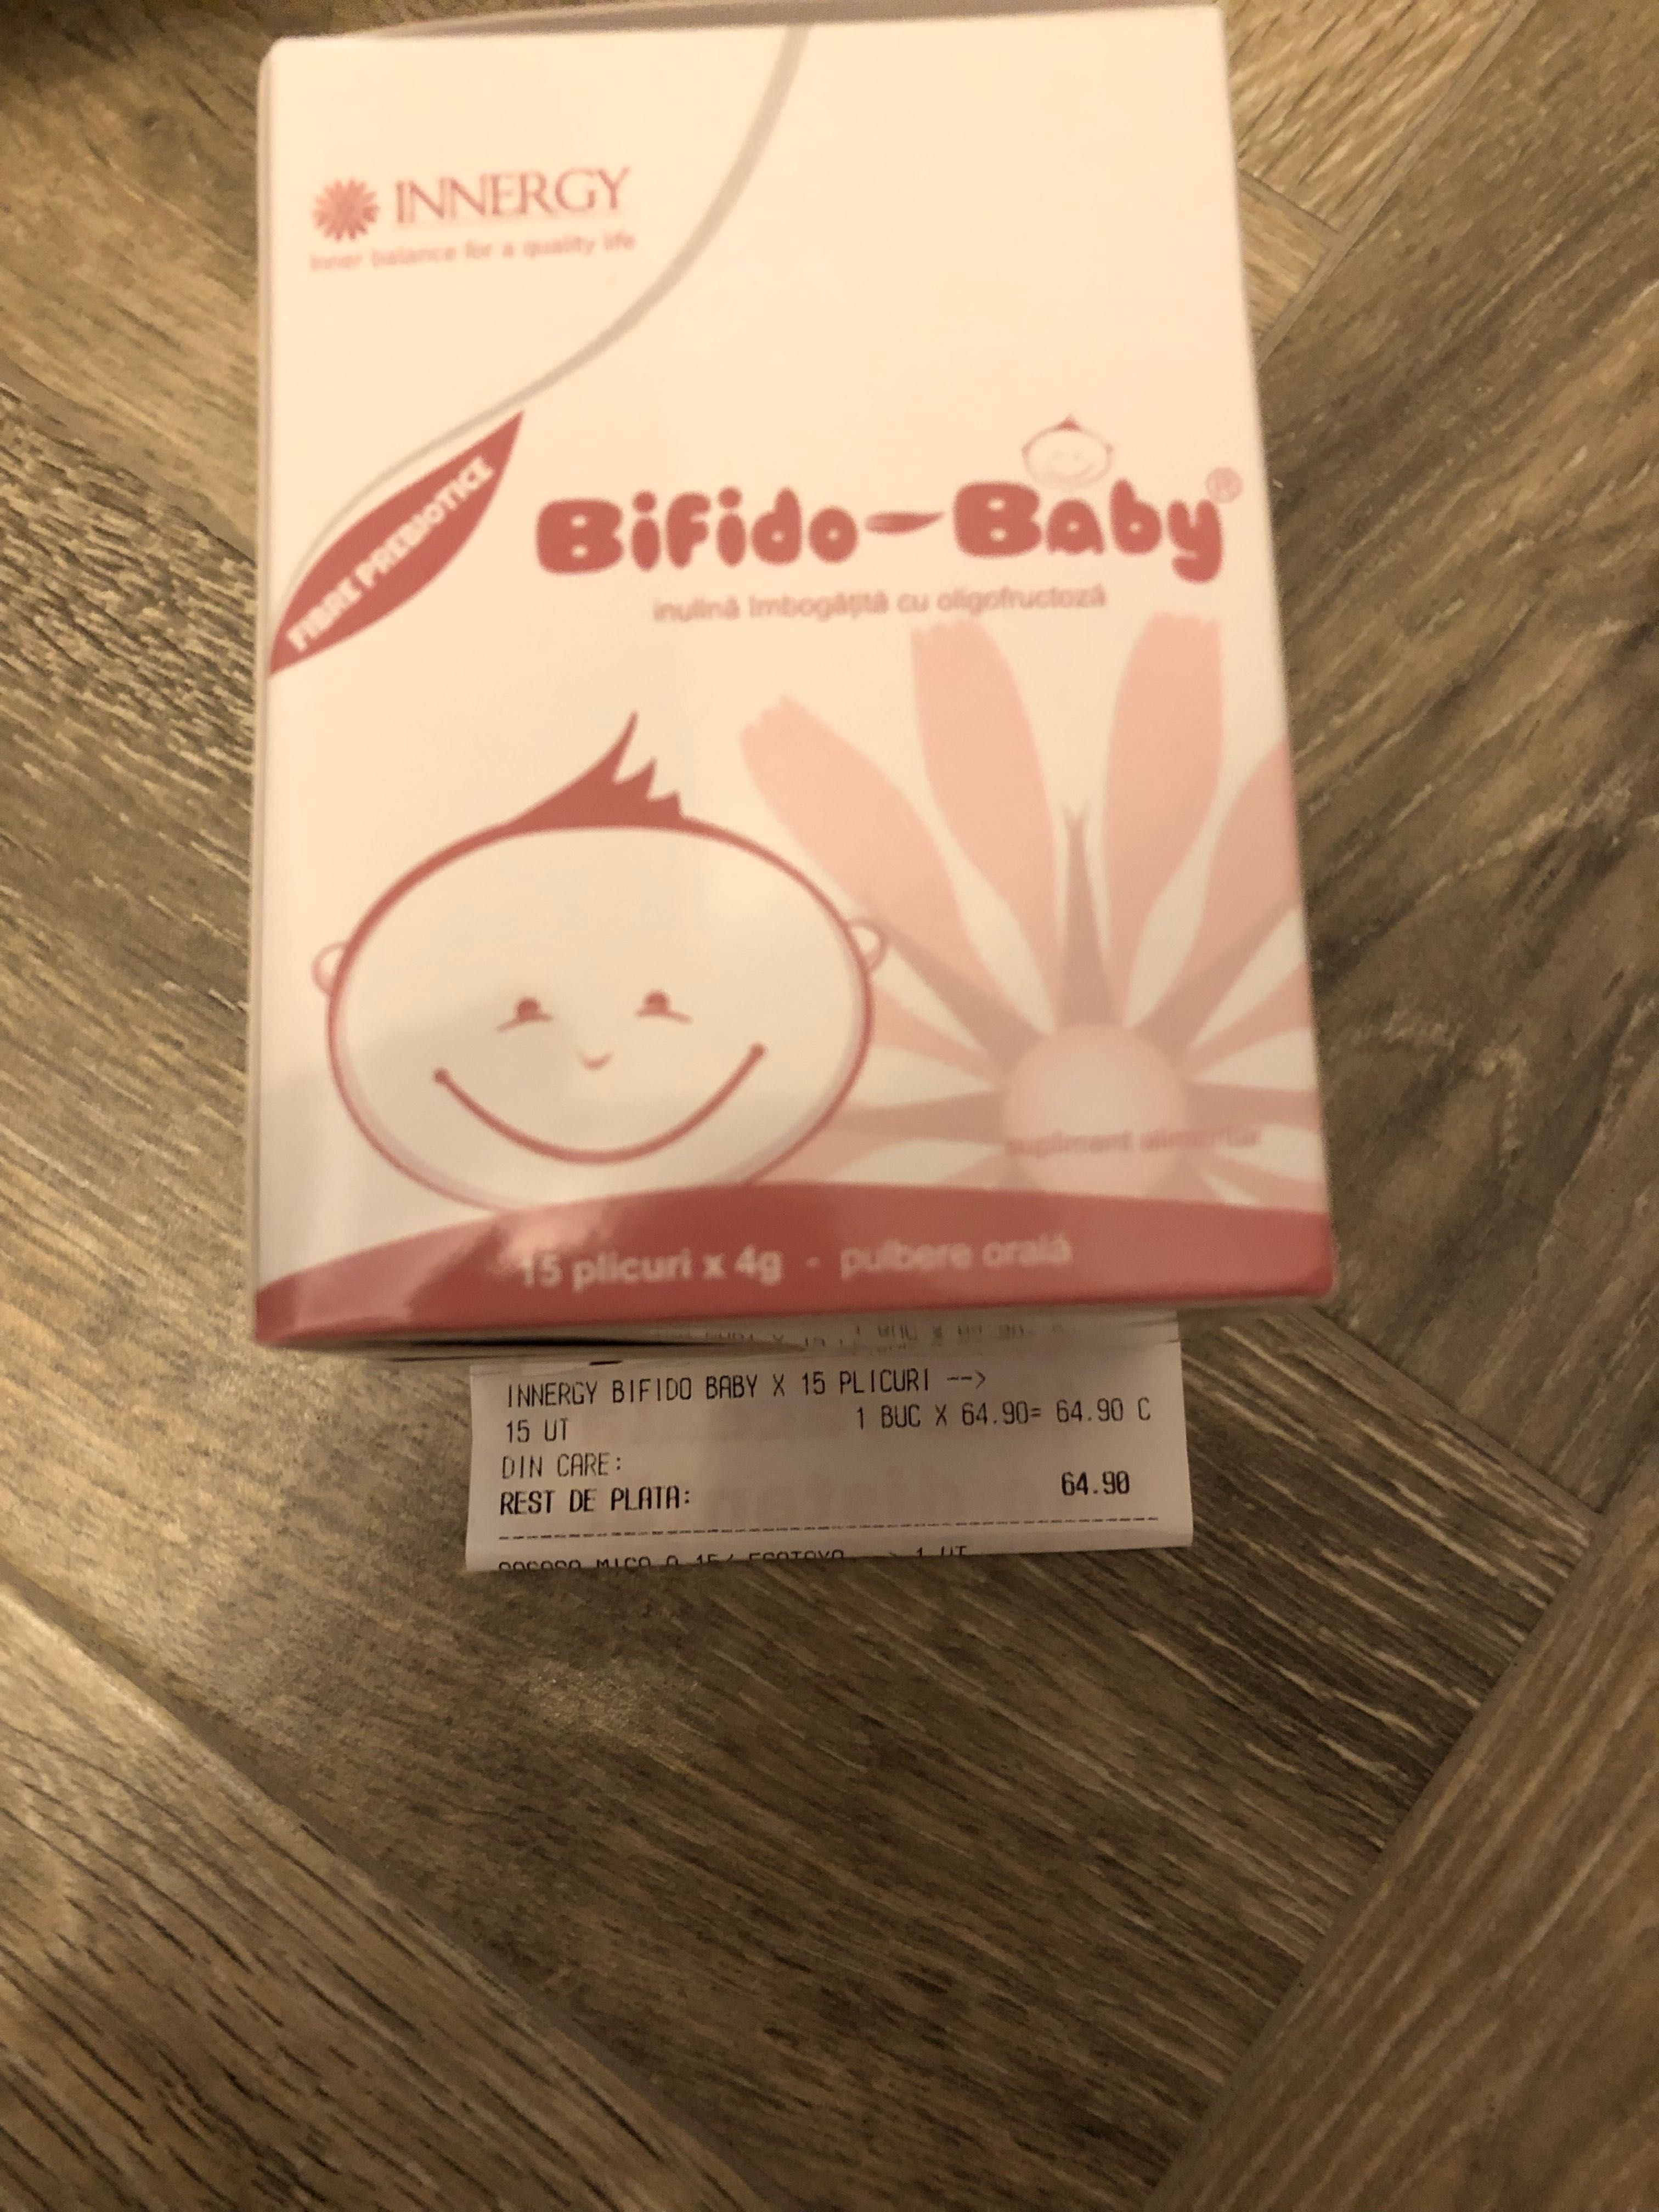 INNERGY
Inner balance for a quality life
FIBRE PREBIOTICE
Bifido-Baby®
inulină îmbogățită cu oligofructoză
supliment alimentar
15 plicuri x 4g - pulbere orală
INNERGY BIFIDO BABY X 15 PLICURI -->
15 UT 1 BUC X 64.90= 64.90 C
DIN CARE:
REST DE PLATA: 64.90